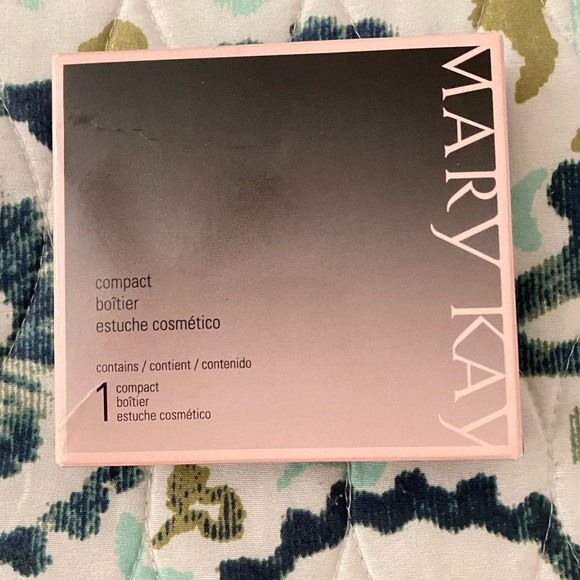 compact
boîtier
estuche cosmético
contains / contient / contenido
1 compact
boîtier
estuche cosmético
MARY KAY